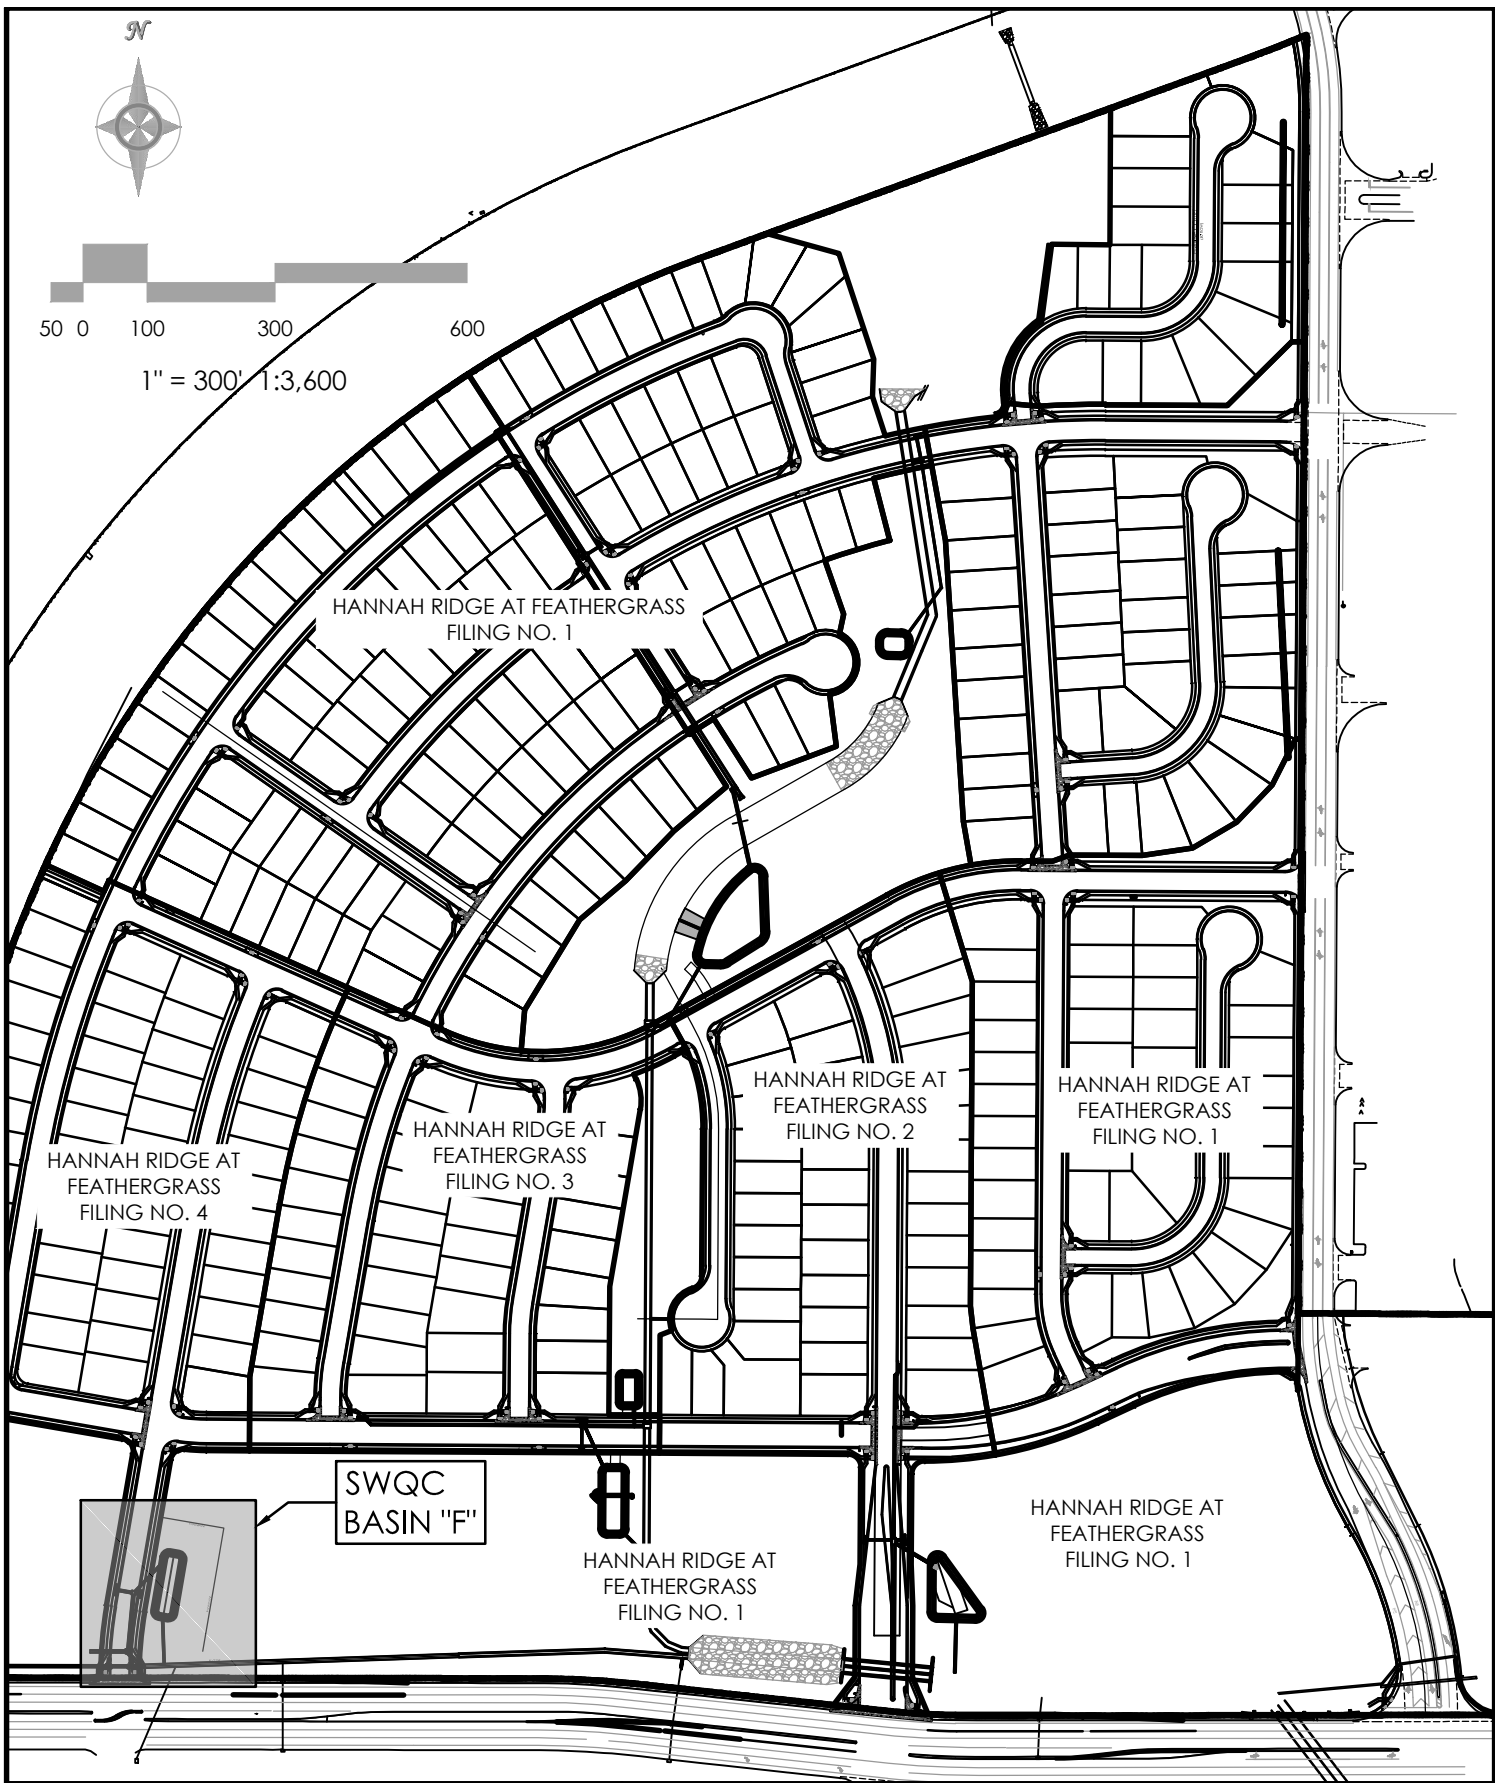 N
50 0 100 300 600
1" = 300' 1:3,600
HANNAH RIDGE AT FEATHERGRASS
FILING NO. 1
HANNAH RIDGE AT
FEATHERGRASS
FILING NO. 2
HANNAH RIDGE AT
FEATHERGRASS
FILING NO. 1
HANNAH RIDGE AT
FEATHERGRASS
FILING NO. 3
HANNAH RIDGE AT
FEATHERGRASS
FILING NO. 4
SWQC
BASIN "F"
HANNAH RIDGE AT
FEATHERGRASS
FILING NO. 1
HANNAH RIDGE AT
FEATHERGRASS
FILING NO. 1